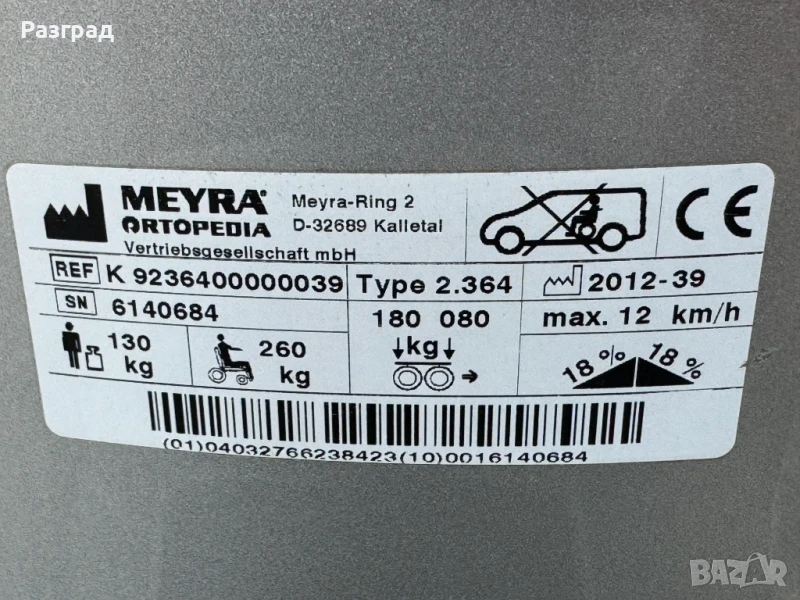 Разград
MEYRA®
ORTOPEDIA
Vertriebsgesellschaft mbH
Meyra-Ring 2
D-32689 Kalletal
CE
REF K 9236400000039
Type 2.364
2012-39
SN 6140684
180 080
kg
max. 12 km/h
130 kg
260 kg
18% 18%
(01)04032766238423(10)0016140684
BAZAR